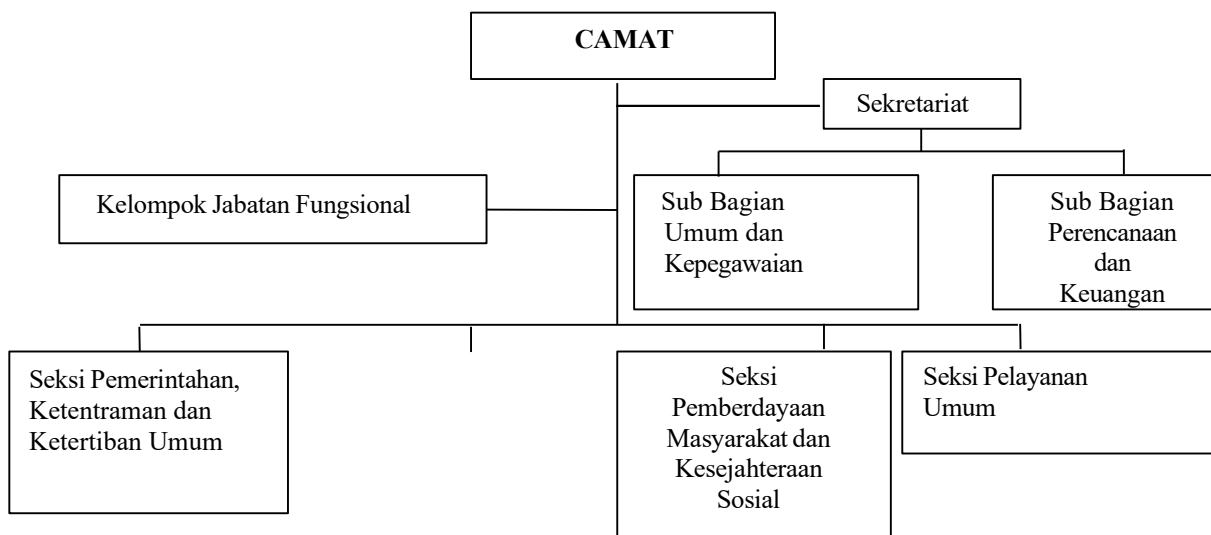 CAMAT
Sekretariat
Kelompok Jabatan Fungsional
Sub Bagian
Umum dan
Kepegawaian
Sub Bagian
Perencanaan
dan
Keuangan
Seksi Pemerintahan,
Ketentraman dan
Ketertiban Umum
Seksi
Pemberdayaan
Masyarakat dan
Kesejahteraan
Sosial
Seksi Pelayanan
Umum